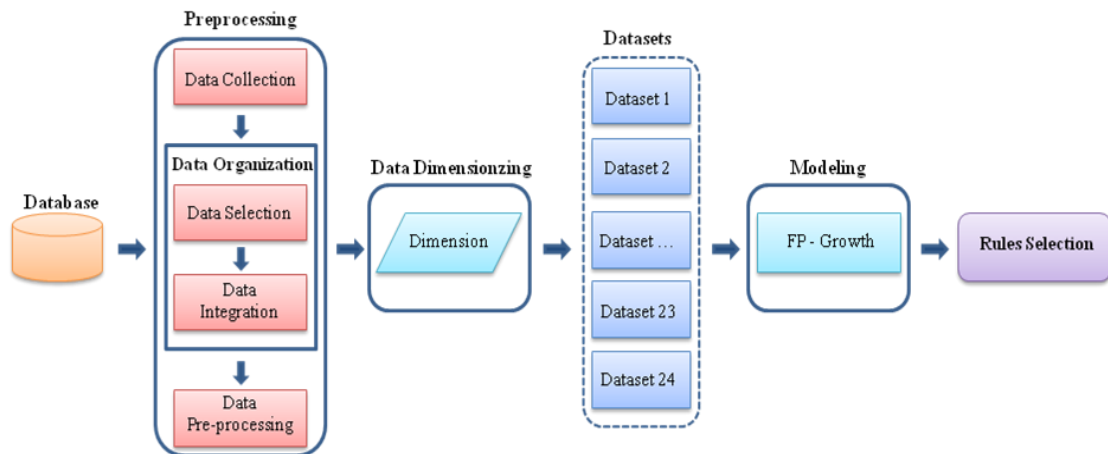 Database
Preprocessing
Data Collection
Data Organization
Data Selection
Data
Integration
Data
Pre-processing
Data Dimensionzing
Dimension
Datasets
Dataset 1
Dataset 2
Dataset ...
Dataset 23
Dataset 24
Modeling
FP - Growth
Rules Selection